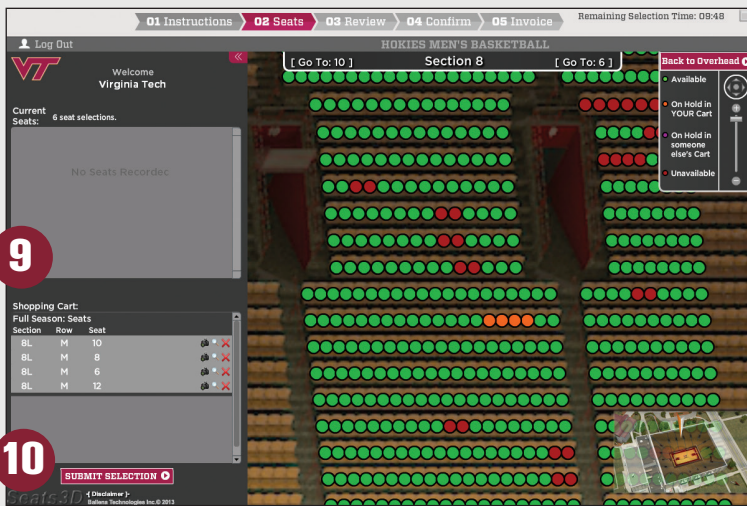 01 Instructions 02 Seats 03 Review 04 Confirm 05 Invoice Remaining Selection Time: 09:48
Log Out HOKIES MEN'S BASKETBALL
VT
Welcome
Virginia Tech
Current Seats: 6 seat selections.
No Seats Recordec
9
Shopping Cart:
Full Season: Seats
Section Row Seat
8L M 10
8L M 8
8L M 6
8L M 12
10
SUBMIT SELECTION
Seats3D
-[ Disclaimer ]-
Ballena Technologies Inc.© 2013
[ Go To: 10 ] Section 8 [ Go To: 6 ]
Back to Overhead
Available
On Hold in
YOUR Cart
On Hold in
someone
else's Cart
Unavailable